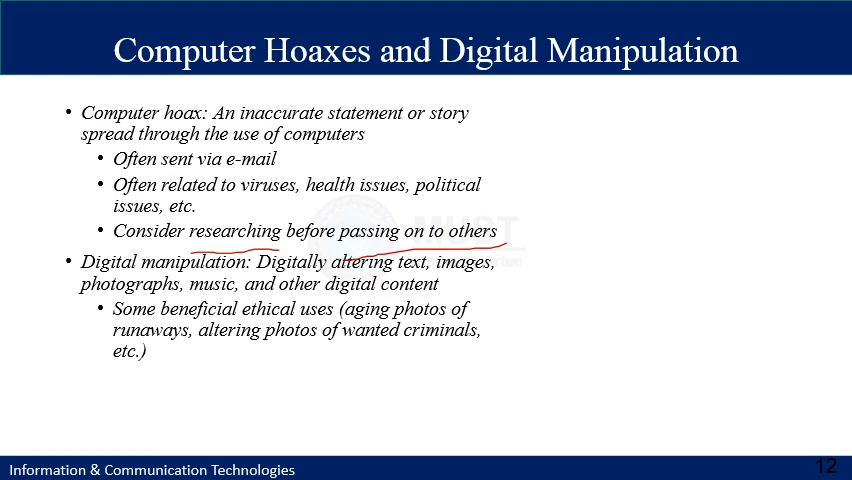 Computer Hoaxes and Digital Manipulation
• Computer hoax: An inaccurate statement or story
spread through the use of computers
• Often sent via e-mail
• Often related to viruses, health issues, political
issues, etc.
• Consider researching before passing on to others
MUST
• Digital manipulation: Digitally altering text, images,
photographs, music, and other digital content
• Some beneficial ethical uses (aging photos of
runaways, altering photos of wanted criminals,
etc.)
Information & Communication Technologies
12